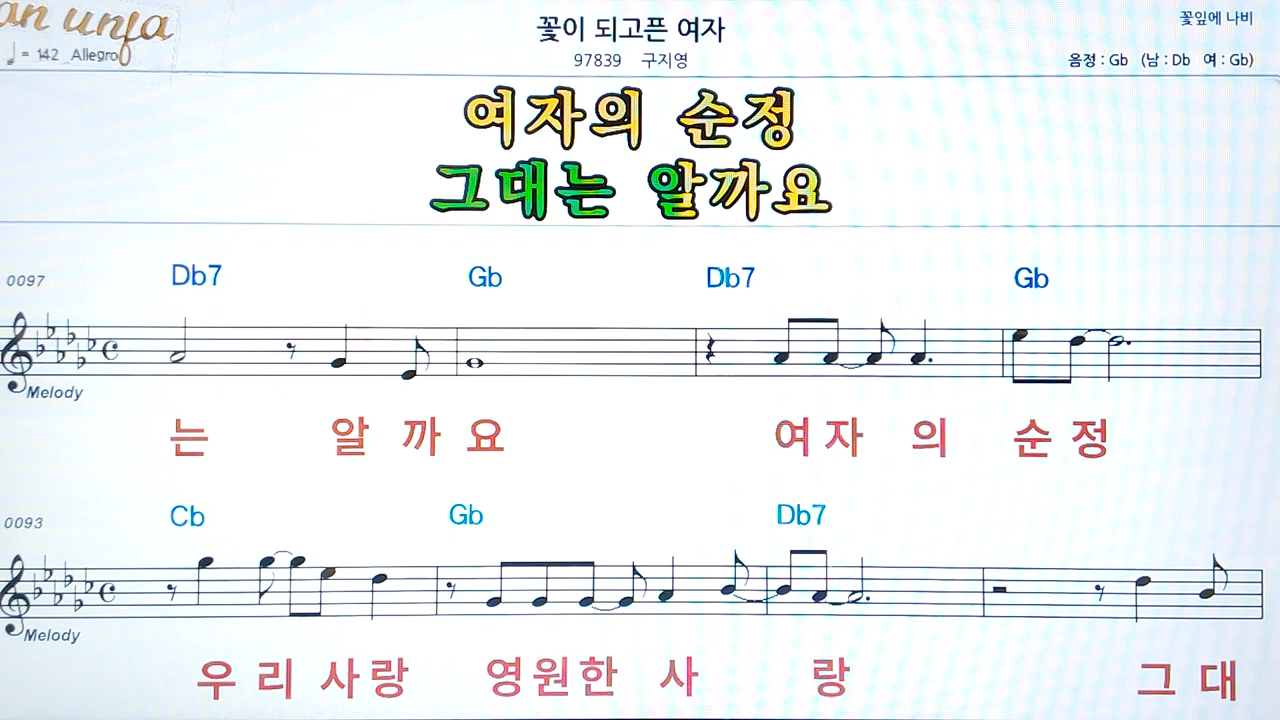 꽃이 되고픈 여자
꽃잎에 나비
♩= 142 Allegro
97839 구지영
음정 : Gb (남 : Db 여 : Gb)
여자의 순정
그대는 알까요
0097
Db7 Gb Db7 Gb
Melody
는 알 까 요 여 자 의 순 정
0093
Cb Gb Db7
Melody
우 리 사 랑 영 원 한 사 랑 그 대